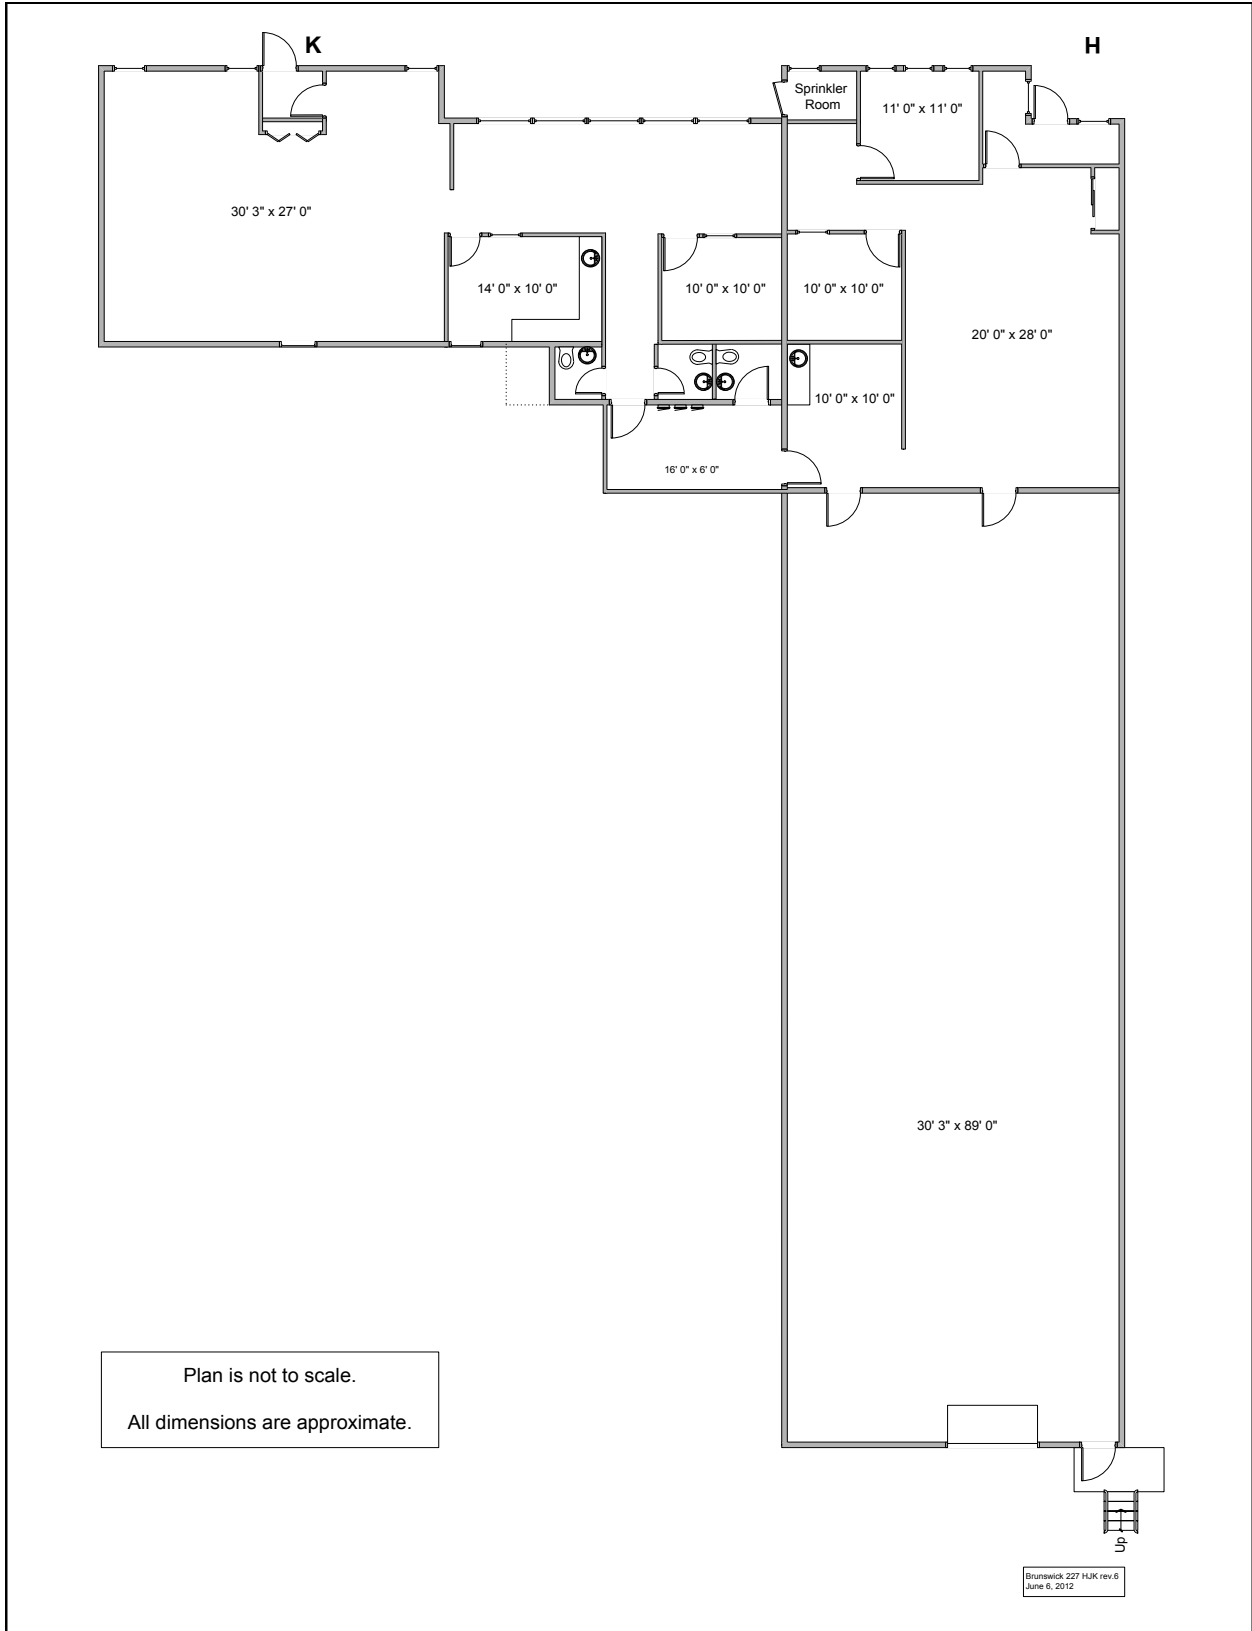 K
H
Sprinkler
Room
11' 0" x 11' 0"
30' 3" x 27' 0"
14' 0" x 10' 0"
10' 0" x 10' 0"
10' 0" x 10' 0"
20' 0" x 28' 0"
10' 0" x 10' 0"
16' 0" x 6' 0"
30' 3" x 89' 0"
Plan is not to scale.
All dimensions are approximate.
Up
Brunswick 227 HJK rev.6
June 6, 2012